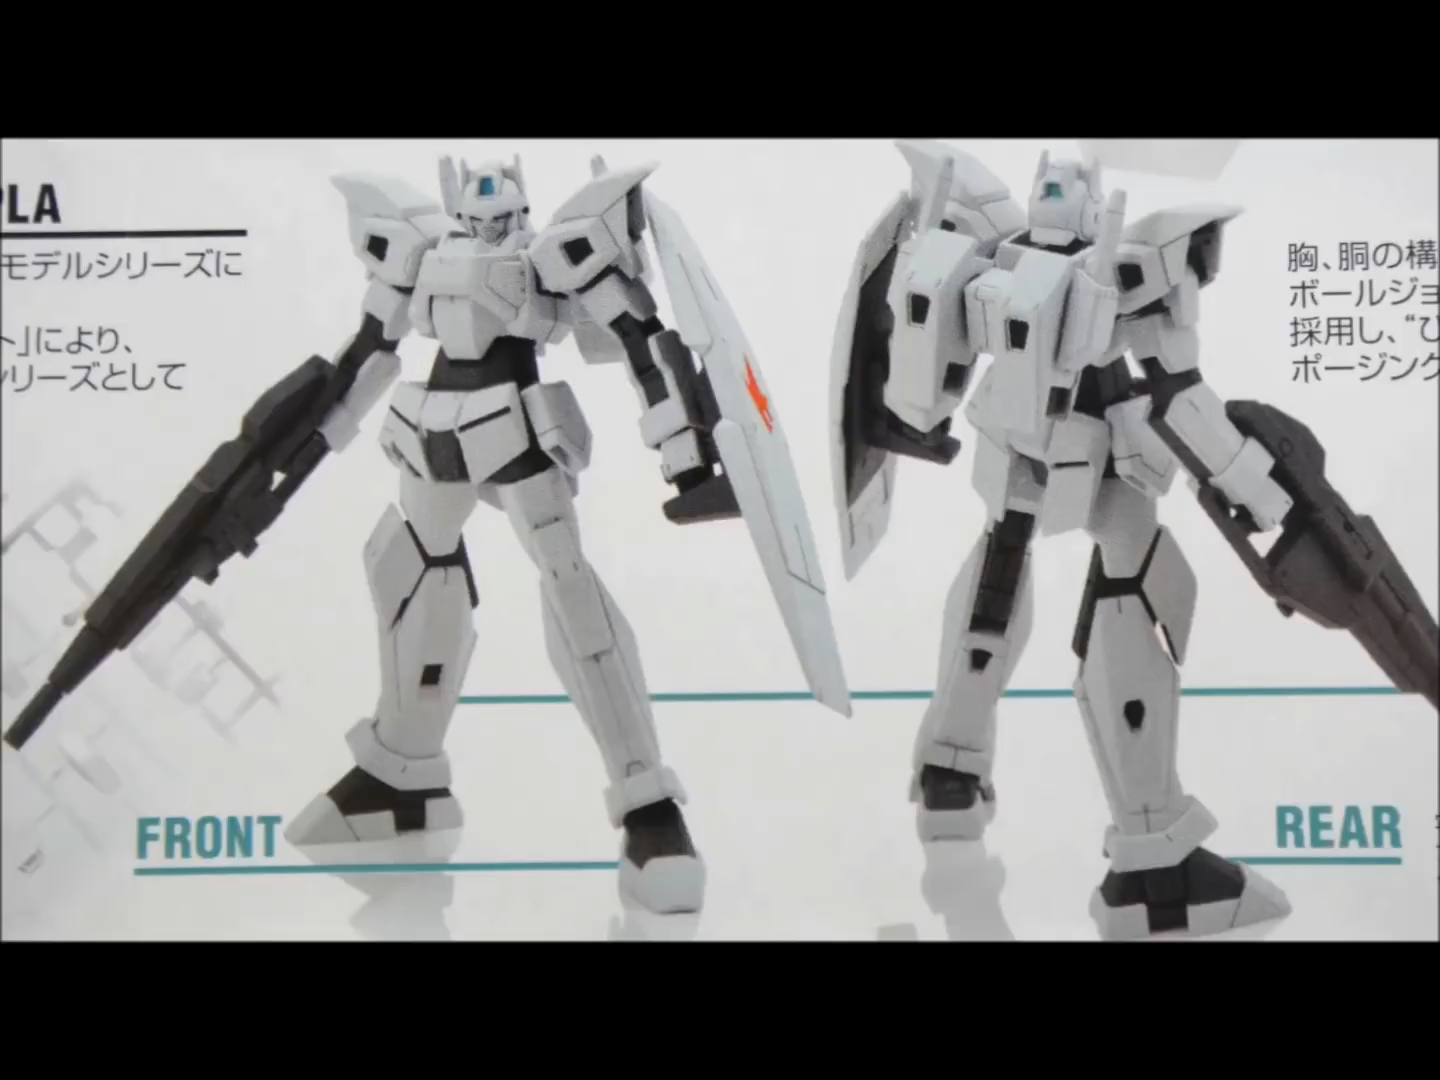 PLA
モデルシリーズに
ト」により、
シリーズとして
胸、胴の構
ボールジョ
採用し、“ひ
ポージング
FRONT
REAR